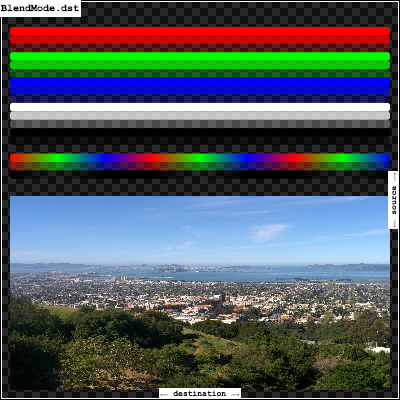 BlendMode.dst
← source →
← destination →